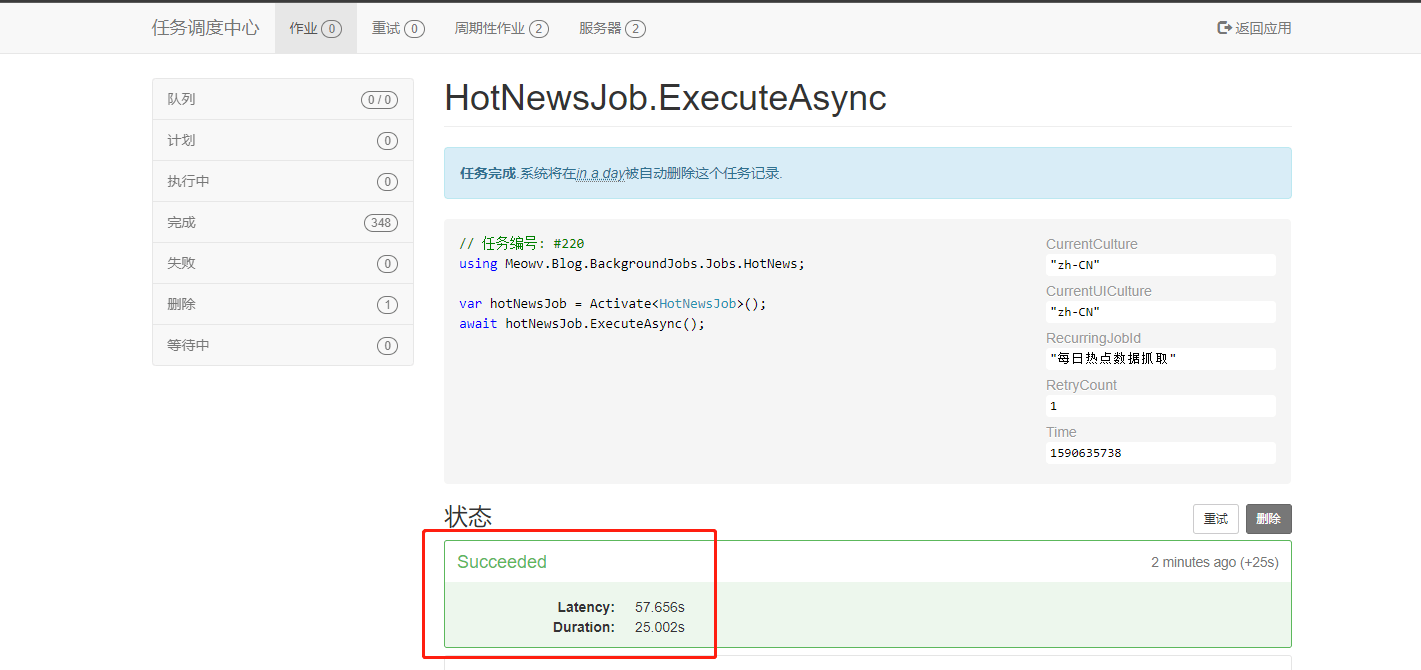 任务调度中心 作业 0 重试 0 周期性作业 2 服务器 2 返回应用
队列 0 / 0
计划 0
执行中 0
完成 348
失败 0
删除 1
等待中 0
HotNewsJob.ExecuteAsync
任务完成.系统将在in a day被自动删除这个任务记录.
// 任务编号: #220
using Meowv.Blog.BackgroundJobs.Jobs.HotNews;
var hotNewsJob = Activate<HotNewsJob>();
await hotNewsJob.ExecuteAsync();
CurrentCulture
"zh-CN"
CurrentUICulture
"zh-CN"
RecurringJobId
"每日热点数据抓取"
RetryCount
1
Time
1590635738
状态 重试 删除
Succeeded 2 minutes ago (+25s)
Latency: 57.656s
Duration: 25.002s